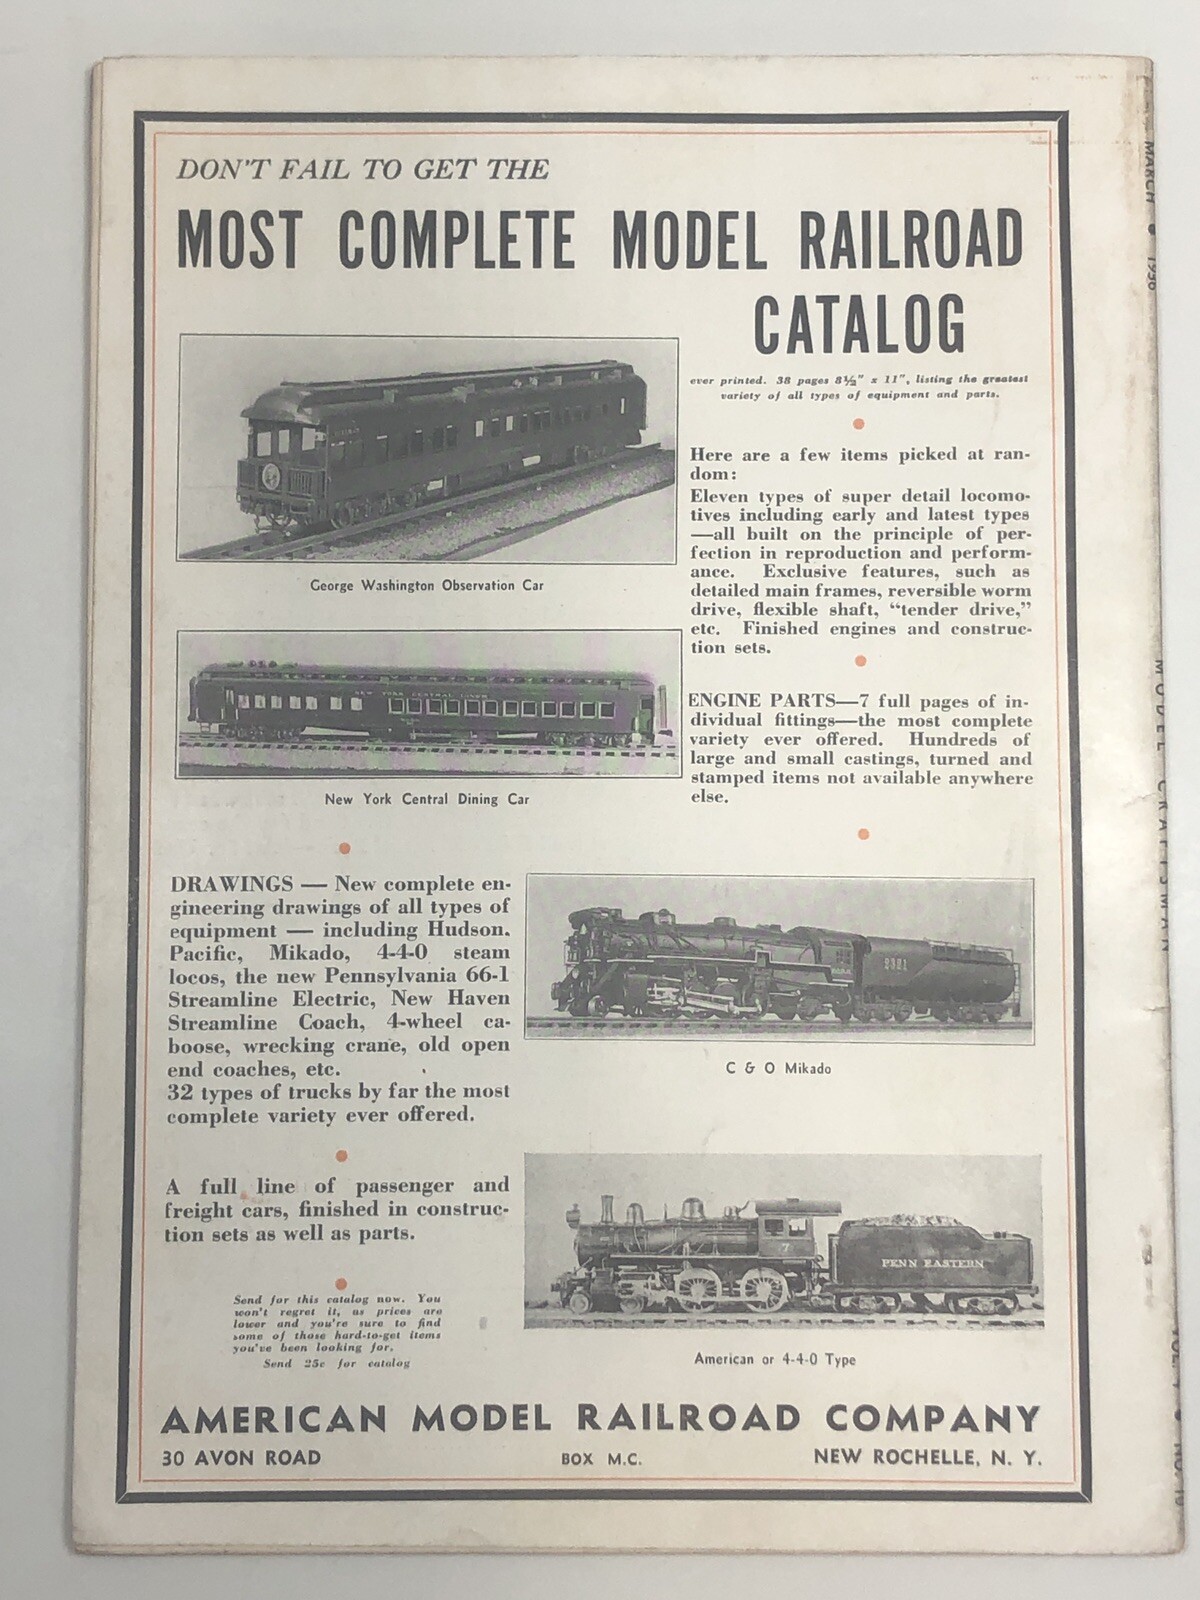 DON'T FAIL TO GET THE
MOST COMPLETE MODEL RAILROAD
CATALOG
ever printed. 38 pages 8½" x 11", listing the greatest
variety of all types of equipment and parts.
Here are a few items picked at ran-
dom:
Eleven types of super detail locomo-
tives including early and latest types
—all built on the principle of per-
fection in reproduction and perform-
ance. Exclusive features, such as
detailed main frames, reversible worm
drive, flexible shaft, “tender drive,”
etc. Finished engines and construc-
tion sets.
George Washington Observation Car
NEW YORK CENTRAL LINES
New York Central Dining Car
ENGINE PARTS—7 full pages of in-
dividual fittings—the most complete
variety ever offered. Hundreds of
large and small castings, turned and
stamped items not available anywhere
else.
DRAWINGS — New complete en-
gineering drawings of all types of
equipment — including Hudson.
Pacific, Mikado, 4-4-0 steam
locos, the new Pennsylvania 66-1
Streamline Electric, New Haven
Streamline Coach, 4-wheel ca-
boose, wrecking crane, old open
end coaches, etc.
32 types of trucks by far the most
complete variety ever offered.
C & O Mikado
A full line of passenger and
freight cars, finished in construc-
tion sets as well as parts.
7
PENN EASTERN
American or 4-4-0 Type
Send for this catalog now. You
won't regret it, as prices are
lower and you're sure to find
some of those hard-to-get items
you've been looking for.
Send 25c for catalog
AMERICAN MODEL RAILROAD COMPANY
30 AVON ROAD
BOX M.C.
NEW ROCHELLE, N. Y.
MARCH • 1936
MODEL CRAFTSMAN